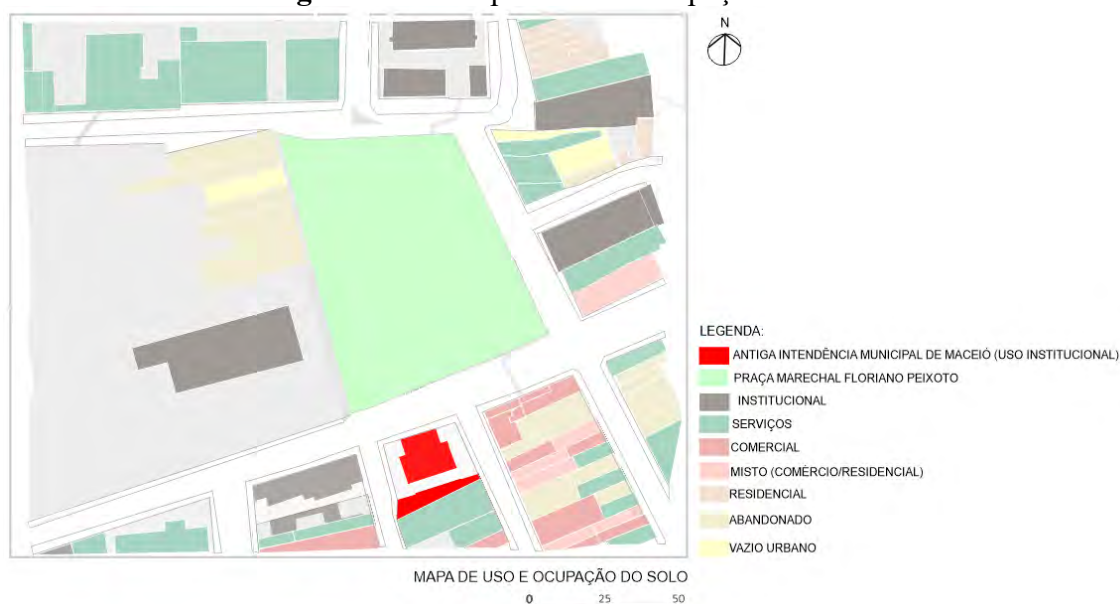 N
LEGENDA:
ANTIGA INTENDÊNCIA MUNICIPAL DE MACEIÓ (USO INSTITUCIONAL)
PRAÇA MARECHAL FLORIANO PEIXOTO
INSTITUCIONAL
SERVIÇOS
COMERCIAL
MISTO (COMÉRCIO/RESIDENCIAL)
RESIDENCIAL
ABANDONADO
VAZIO URBANO
MAPA DE USO E OCUPAÇÃO DO SOLO
0 25 50